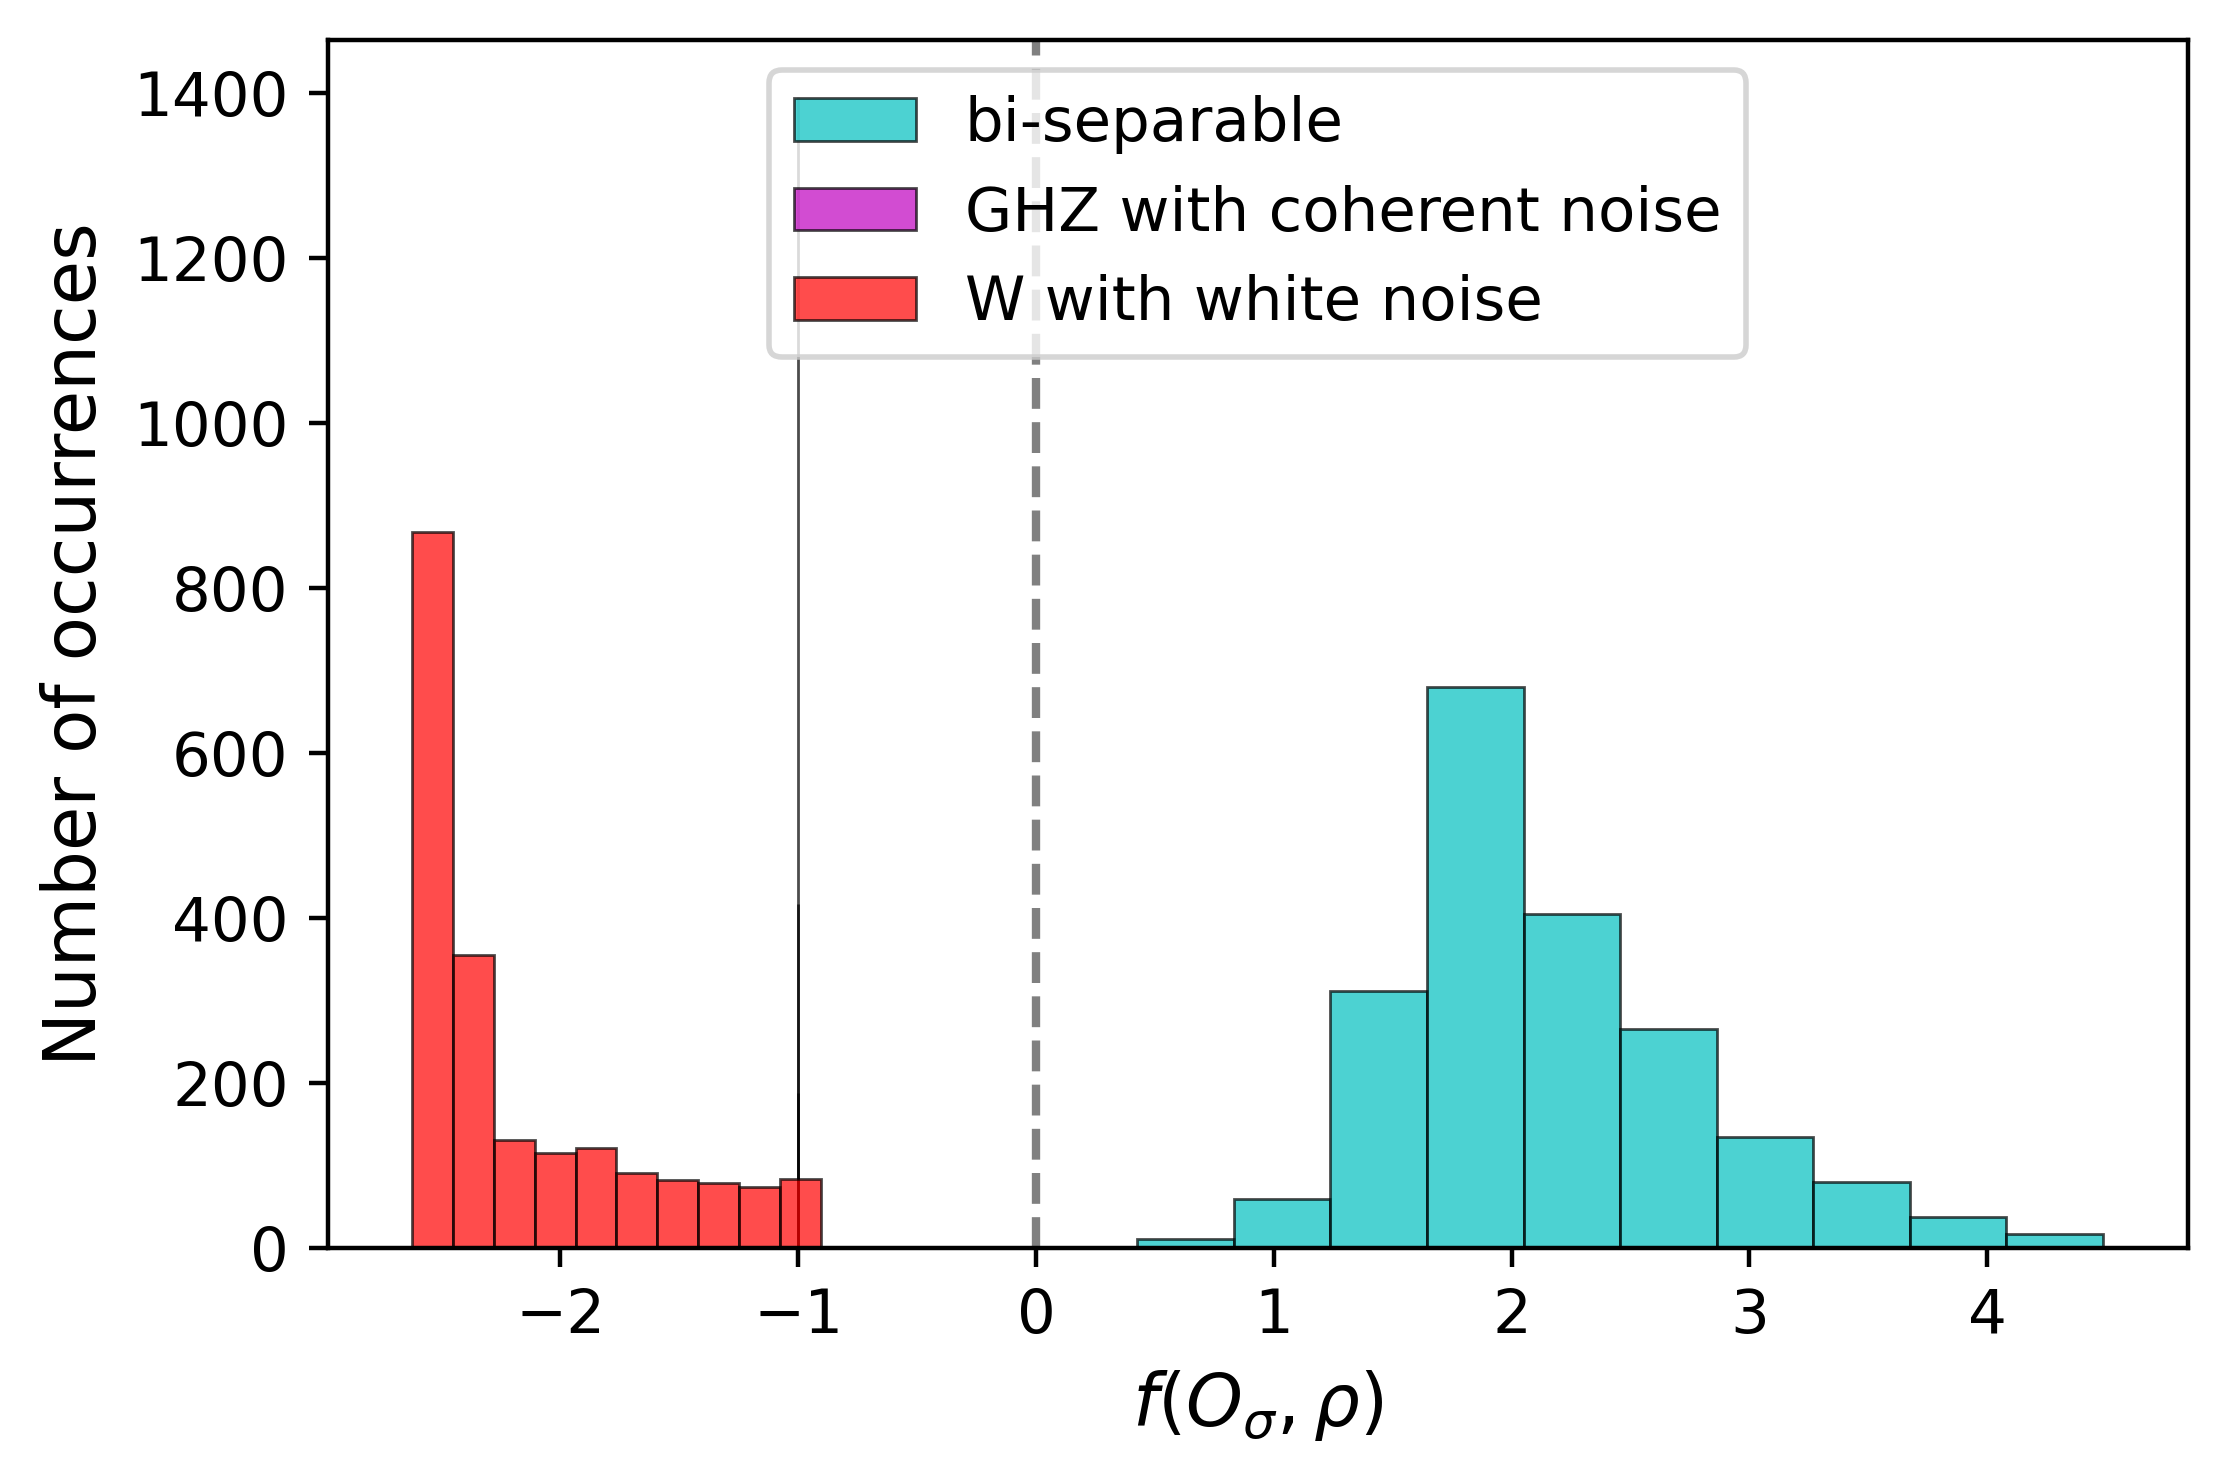 Number of occurrences
1400
1200
1000
800
600
400
200
0
bi-separable
GHZ with coherent noise
W with white noise
−2 −1 0 1 2 3 4
f(Oσ, ρ)